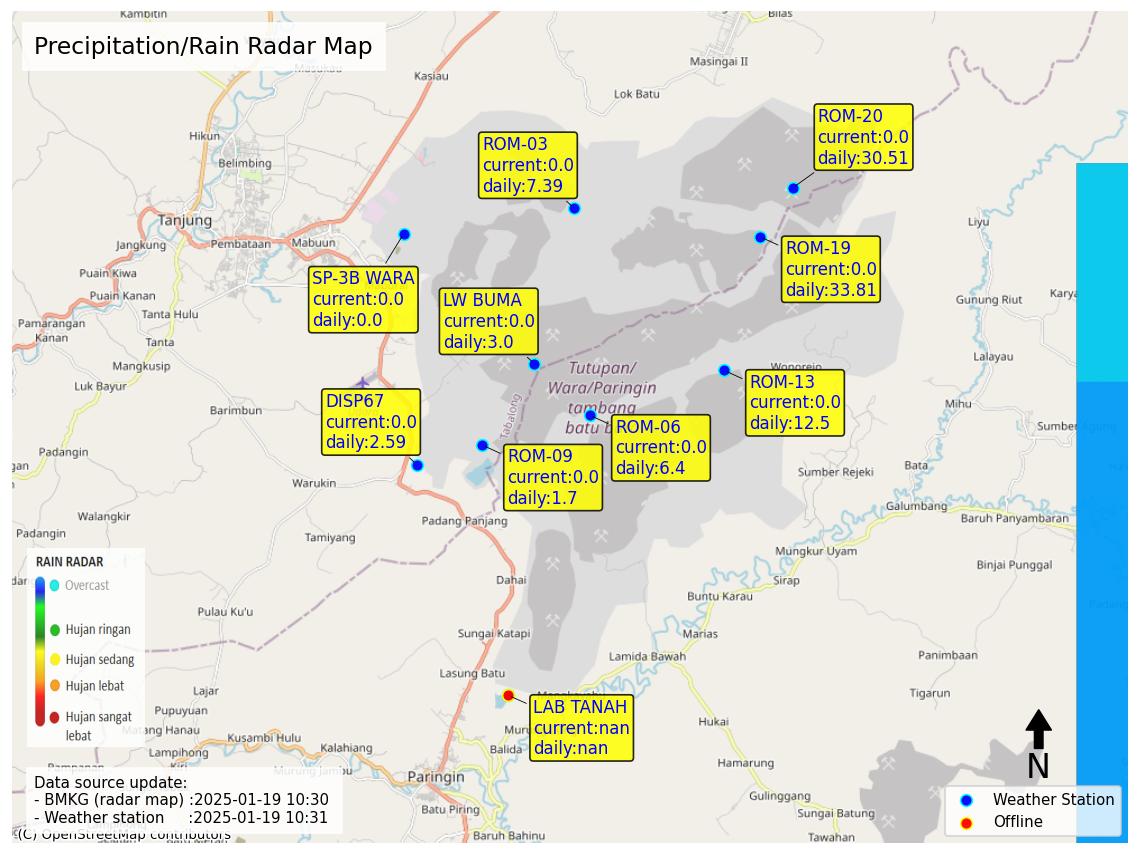 Kambitin
Bilas
Precipitation/Rain Radar Map
Masukau
Kasiau
Masingai II
Lok Batu
ROM-20
current:0.0
daily:30.51
Hikun
ROM-03
current:0.0
daily:7.39
Belimbing
Tanjung
Liyu
Jangkung
Pembataan
Mabuun
ROM-19
current:0.0
daily:33.81
Puain Kiwa
SP-3B WARA
current:0.0
daily:0.0
Puain Kanan
LW BUMA
current:0.0
daily:3.0
Gunung Riut
Karya
Tanta Hulu
Pamarangan
Kanan
Tanta
Mangkusip
Lalayau
Luk Bayur
Tutupan/
Wara/Paringin
tambang
batu b
Wonorejo
ROM-13
current:0.0
daily:12.5
Barimbun
DISP67
current:0.0
daily:2.59
Tabalong
Mihu
ROM-06
current:0.0
daily:6.4
Sumber Agung
ROM-09
current:0.0
daily:1.7
gan
Warukin
Sumber Rejeki
Bata
Galumbang
Walangkir
Padang Panjang
Baruh Panyambaran
Padangin
Tamiyang
Mungkur Uyam
Binjai Punggal
RAIN RADAR
Overcast
Hujan ringan
Hujan sedang
Hujan lebat
Hujan sangat
lebat
Dahai
Sirap
Buntu Karau
Padang
Pulau Ku'u
Sungai Katapi
Marias
Lamida Bawah
Panimbaan
Lasung Batu
Lajar
Tigarun
LAB TANAH
current:nan
daily:nan
Pupuyuan
Hukai
Matang Hanau
Kusambi Hulu
Kalahiang
Balida
Lampihong
Hamarung
N
Murung Jambu
Paringin
Data source update:
- BMKG (radar map) :2025-01-19 10:30
- Weather station :2025-01-19 10:31
Gulinggang
Weather Station
Offline
Batu Piring
Sungai Batung
(C) OpenStreetMap contributors
Baruh Bahinu
Tawahan